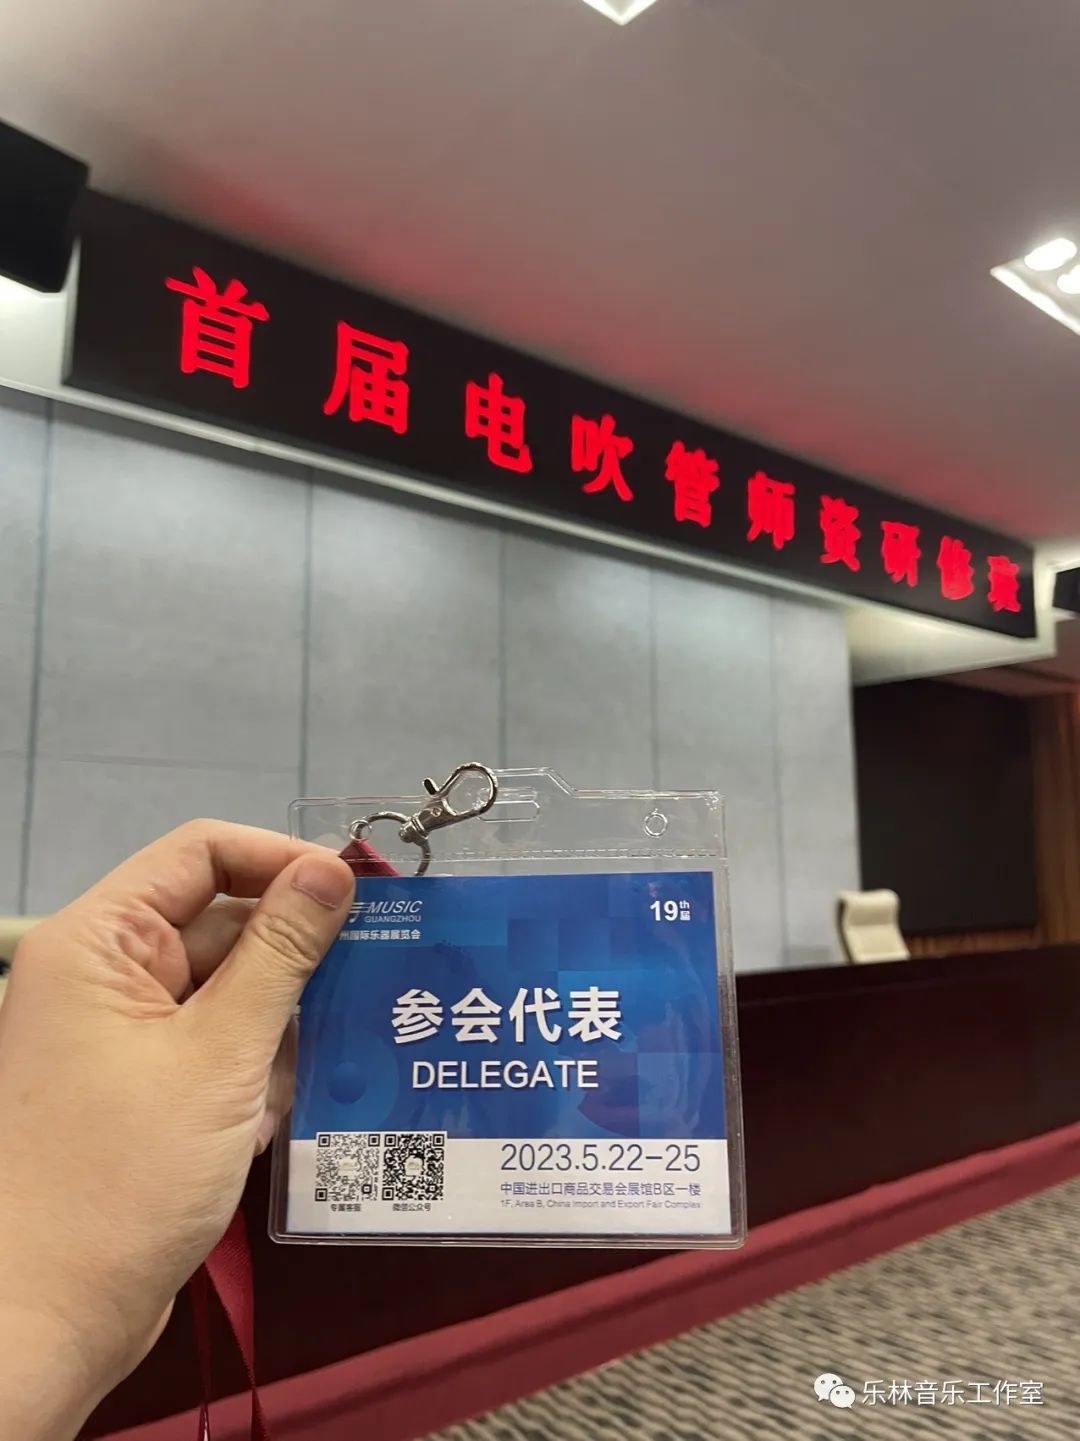 首届电吹管师资研修班
MUSIC
GUANGZHOU
州国际乐器展览会
19th届
参会代表
DELEGATE
2023.5.22-25
中国进出口商品交易会展馆B区一楼
1F, Area B, China Import and Export Fair Complex
专属客服
微信公众号
乐林音乐工作室